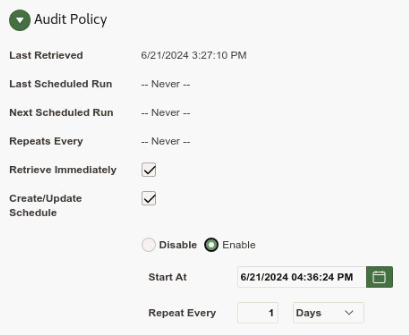 Audit Policy
Last Retrieved 6/21/2024 3:27:10 PM
Last Scheduled Run -- Never --
Next Scheduled Run -- Never --
Repeats Every -- Never --
Retrieve Immediately
Create/Update
Schedule
Disable Enable
Start At 6/21/2024 04:36:24 PM
Repeat Every 1 Days